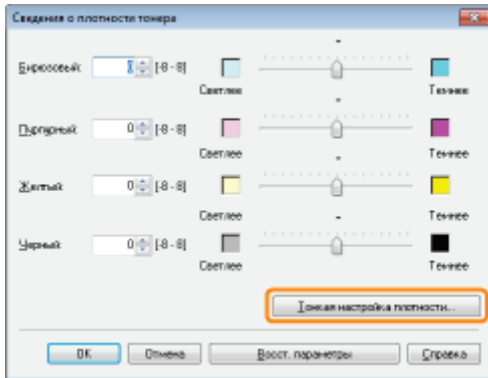 Сведения о плотности тонера
Бирюзовый: 0 [-8 - 8]
Светлее Темнее
Пурпурный: 0 [-8 - 8]
Светлее Темнее
Желтый: 0 [-8 - 8]
Светлее Темнее
Черный: 0 [-8 - 8]
Светлее Темнее
Тонкая настройка плотности...
OK Отмена Восст. параметры Справка